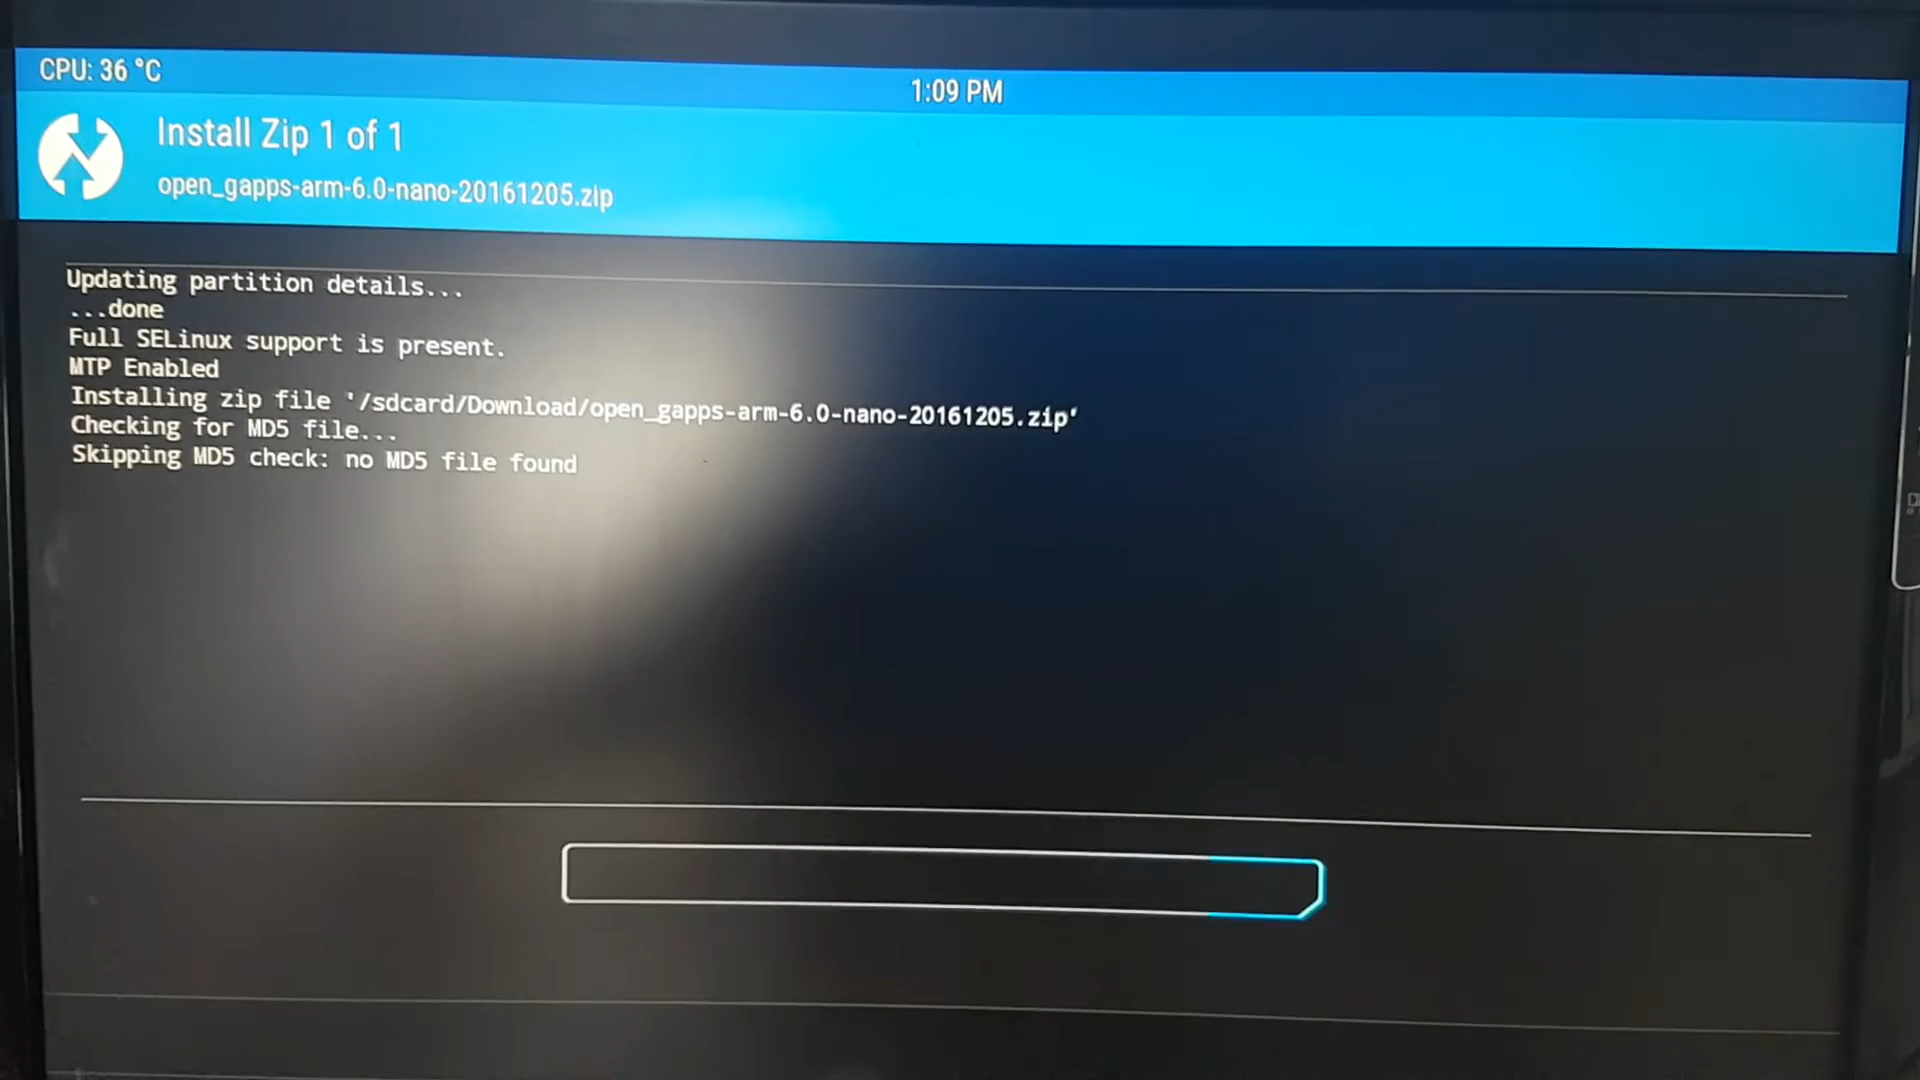 CPU: 36 °C
1:09 PM
Install Zip 1 of 1
open_gapps-arm-6.0-nano-20161205.zip
Updating partition details...
...done
Full SELinux support is present.
MTP Enabled
Installing zip file '/sdcard/Download/open_gapps-arm-6.0-nano-20161205.zip'
Checking for MD5 file...
Skipping MD5 check: no MD5 file found